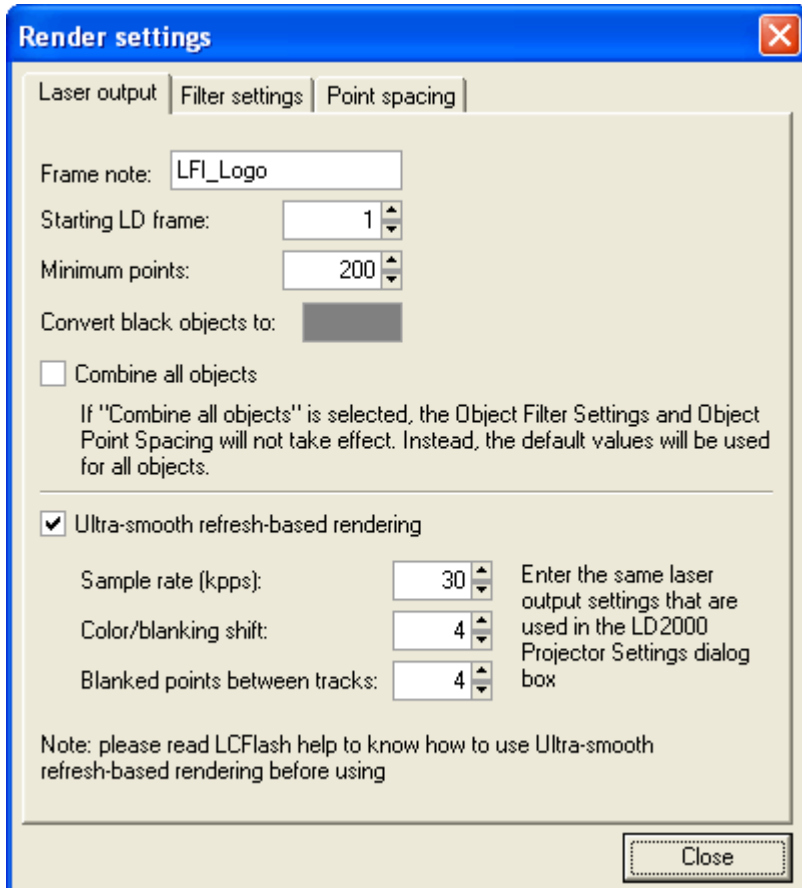 Render settings
Laser output
Filter settings
Point spacing
Frame note: LFI_Logo
Starting LD frame: 1
Minimum points: 200
Convert black objects to:
Combine all objects
If "Combine all objects" is selected, the Object Filter Settings and Object
Point Spacing will not take effect. Instead, the default values will be used
for all objects.
Ultra-smooth refresh-based rendering
Sample rate (kpps): 30
Color/blanking shift: 4
Blanked points between tracks: 4
Enter the same laser
output settings that are
used in the LD2000
Projector Settings dialog
box
Note: please read LCFlash help to know how to use Ultra-smooth
refresh-based rendering before using
Close